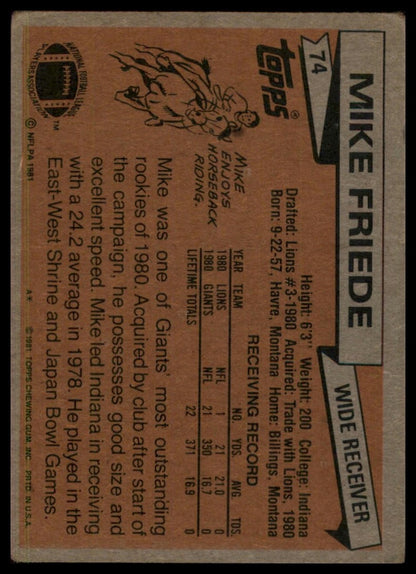 74
TOPPS®
MIKE FRIEDE
WIDE RECEIVER
Height: 6'3" Weight: 200 College: Indiana
Drafted: Lions #3-1980 Acquired: Trade with Lions, 1980
Born: 9-22-57, Havre, Montana Home: Billings, Montana
RECEIVING RECORD
YEAR TEAM NO. YDS. AVG. TDS.
1980 LIONS NFL 1 21 21.0 0
1980 GIANTS NFL 21 350 16.7 0
LIFETIME TOTALS 22 371 16.9 0
MIKE
ENJOYS
HORSEBACK
RIDING.
Mike was one of Giants' most outstanding
rookies of 1980. Acquired by club after start of
the campaign, he possesses good size and
excellent speed. Mike led Indiana in receiving
with a 24.2 average in 1978. He played in the
East-West Shrine and Japan Bowl Games.
NATIONAL FOOTBALL LEAGUE
PLAYERS ASSOCIATION
TM
© NFLPA 1981
A* © 1981 TOPPS CHEWING GUM, INC. PRTD. IN U.S.A.